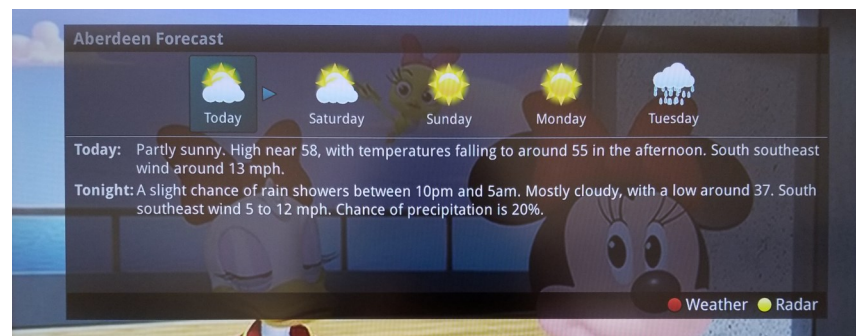 Aberdeen Forecast
Today Saturday Sunday Monday Tuesday
Today: Partly sunny. High near 58, with temperatures falling to around 55 in the afternoon. South southeast
wind around 13 mph.
Tonight: A slight chance of rain showers between 10pm and 5am. Mostly cloudy, with a low around 37. South
southeast wind 5 to 12 mph. Chance of precipitation is 20%.
Weather Radar